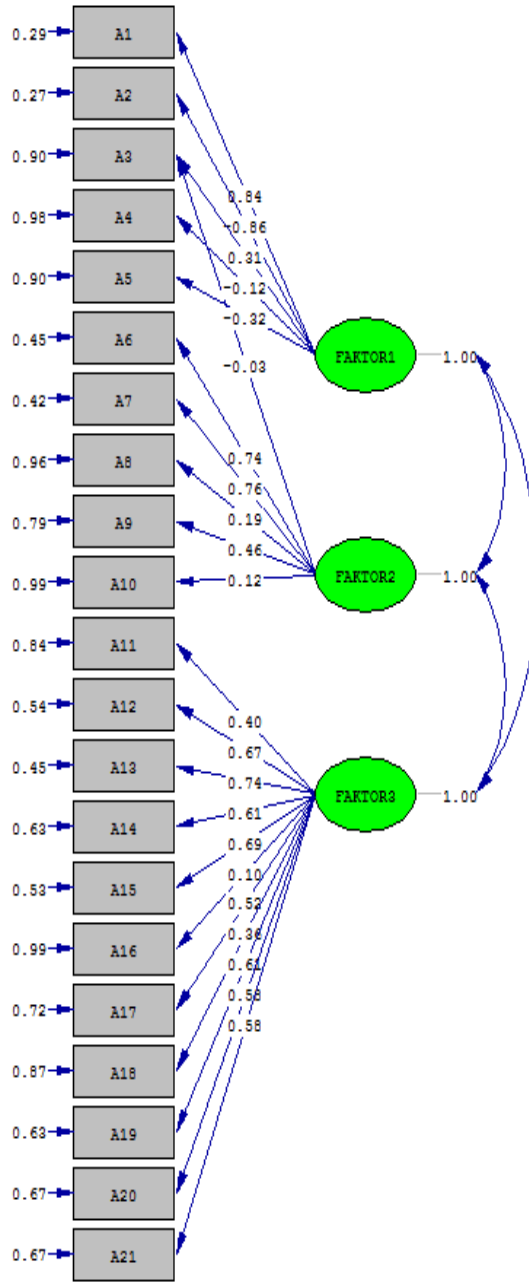 0.29 A1
0.27 A2
0.90 A3
0.98 A4
0.90 A5
0.45 A6
0.42 A7
0.96 A8
0.79 A9
0.99 A10
0.84 A11
0.54 A12
0.45 A13
0.63 A14
0.53 A15
0.99 A16
0.72 A17
0.87 A18
0.63 A19
0.67 A20
0.67 A21
0.84
-0.86
0.31
-0.12
-0.32
-0.03
0.74
0.76
0.19
0.46
0.12
0.40
0.67
0.74
0.61
0.69
0.10
0.53
0.36
0.61
0.58
0.58
FAKTOR1 1.00
FAKTOR2 1.00
FAKTOR3 1.00